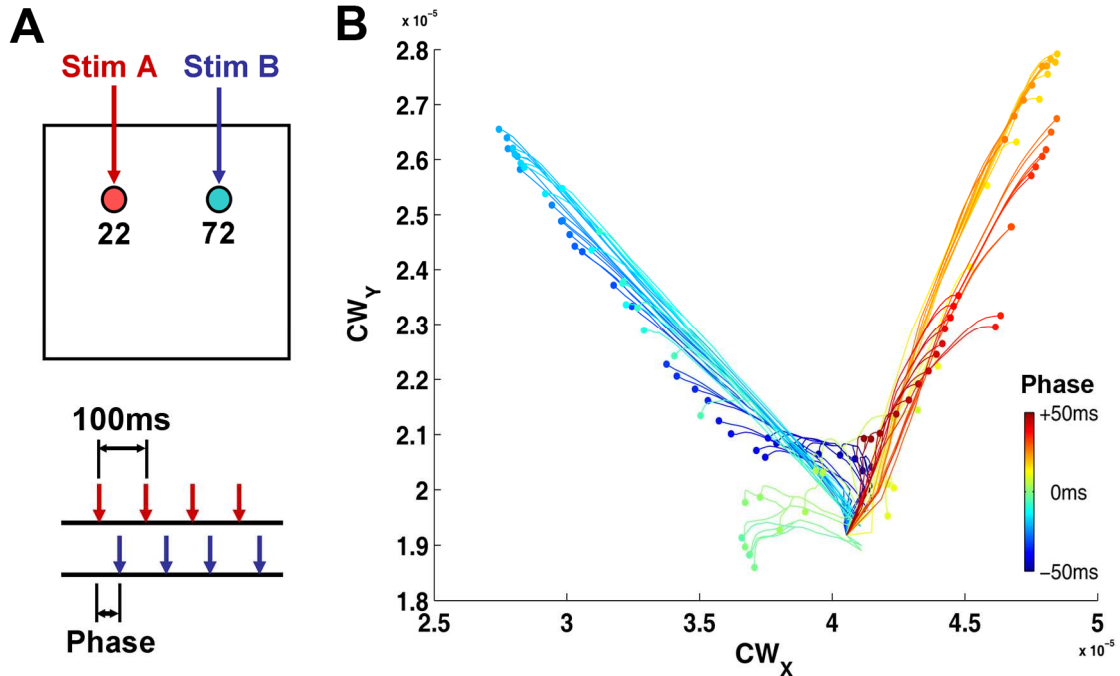 A
Stim A Stim B
22 72
100ms
Phase
B
x 10⁻⁵
2.8
2.7
2.6
2.5
2.4
2.3
2.2
2.1
2
1.9
1.8
CW_Y
2.5 3 3.5 4 4.5 5
x 10⁻⁵
CW_X
Phase
+50ms
0ms
−50ms